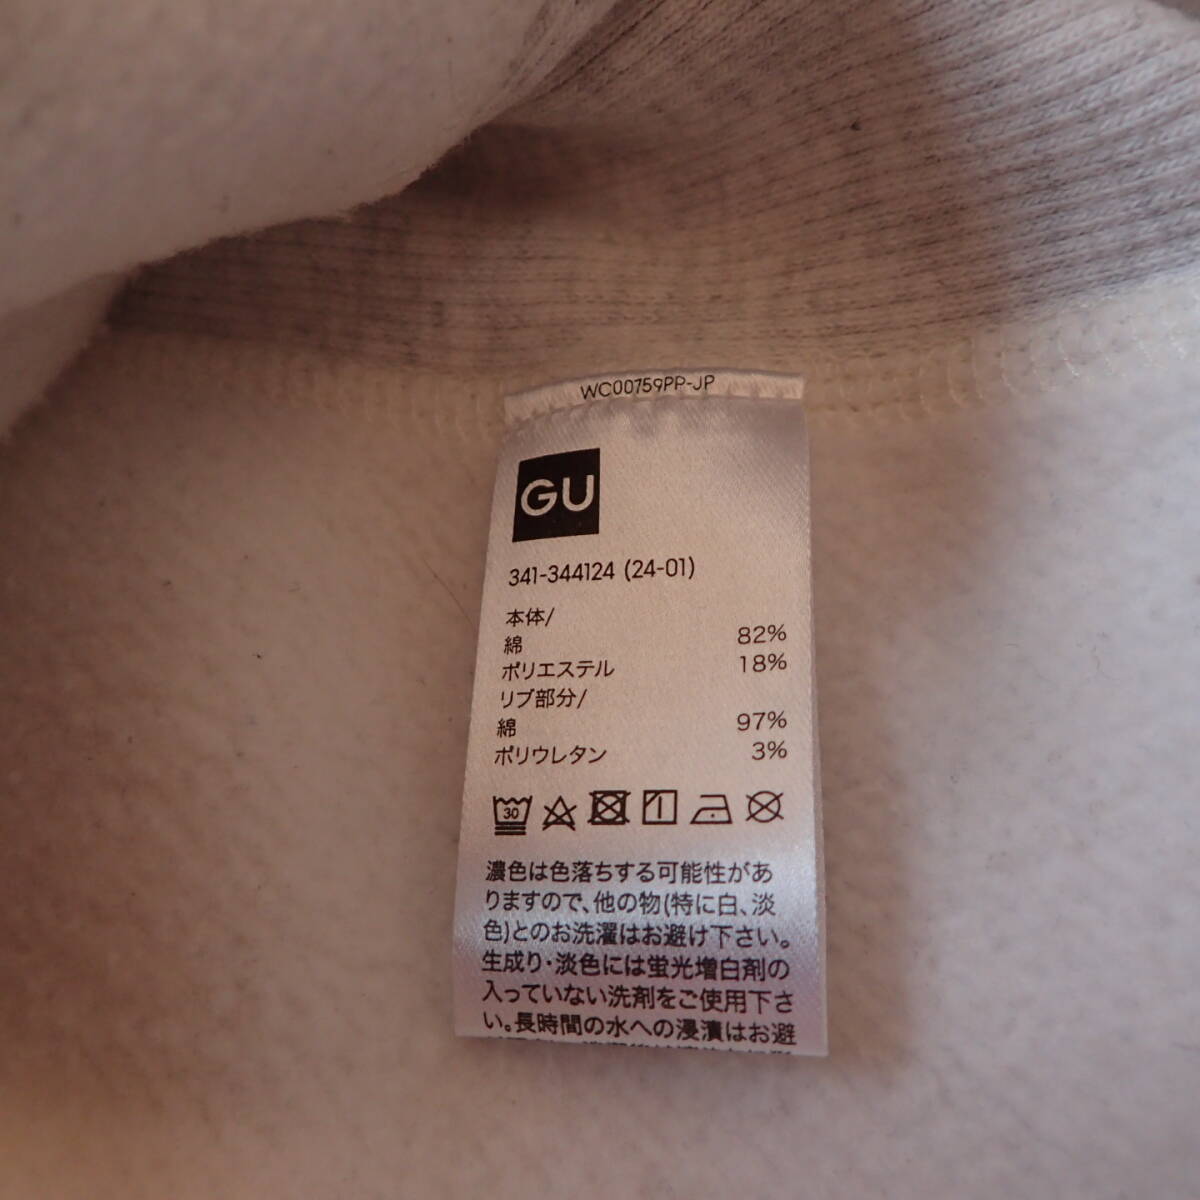 WC00759PP-JP
GU
341-344124 (24-01)
本体/
綿 82%
ポリエステル 18%
リブ部分/
綿 97%
ポリウレタン 3%
30
濃色は色落ちする可能性があ
りますので、他の物(特に白、淡
色)とのお洗濯はお避け下さい。
生成り・淡色には蛍光増白剤の
入っていない洗剤をご使用下さ
い。長時間の水への浸漬はお避